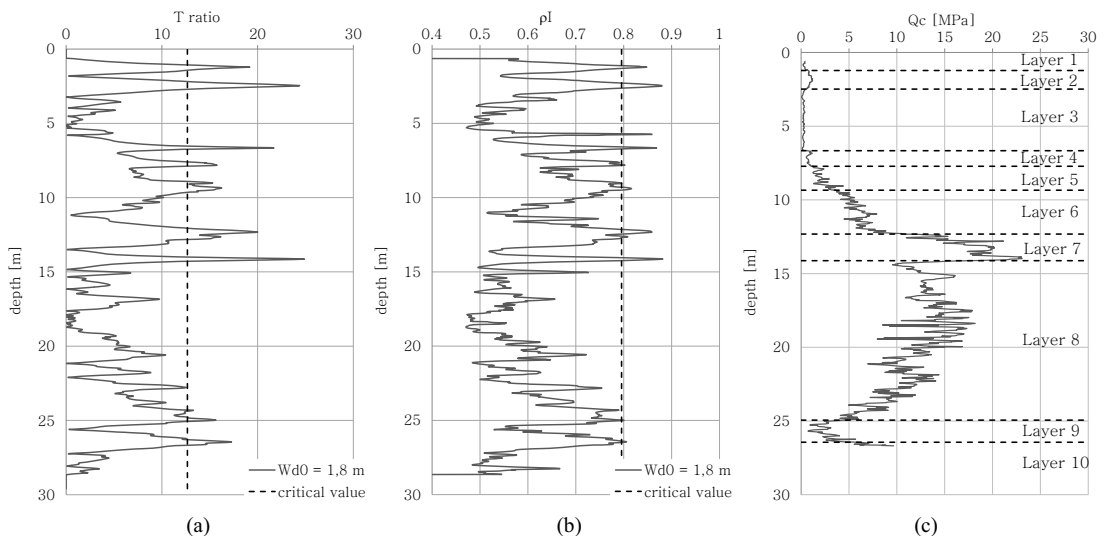 T ratio
0 10 20 30
0
5
10
15
20
25
30
depth [m]
Wd0 = 1,8 m
critical value
(a)
ρI
0.4 0.5 0.6 0.7 0.8 0.9 1
0
5
10
15
20
25
30
depth [m]
Wd0 = 1,8 m
critical value
(b)
Qc [MPa]
0 5 10 15 20 25 30
0
5
10
15
20
25
30
depth [m]
Layer 1
Layer 2
Layer 3
Layer 4
Layer 5
Layer 6
Layer 7
Layer 8
Layer 9
Layer 10
(c)